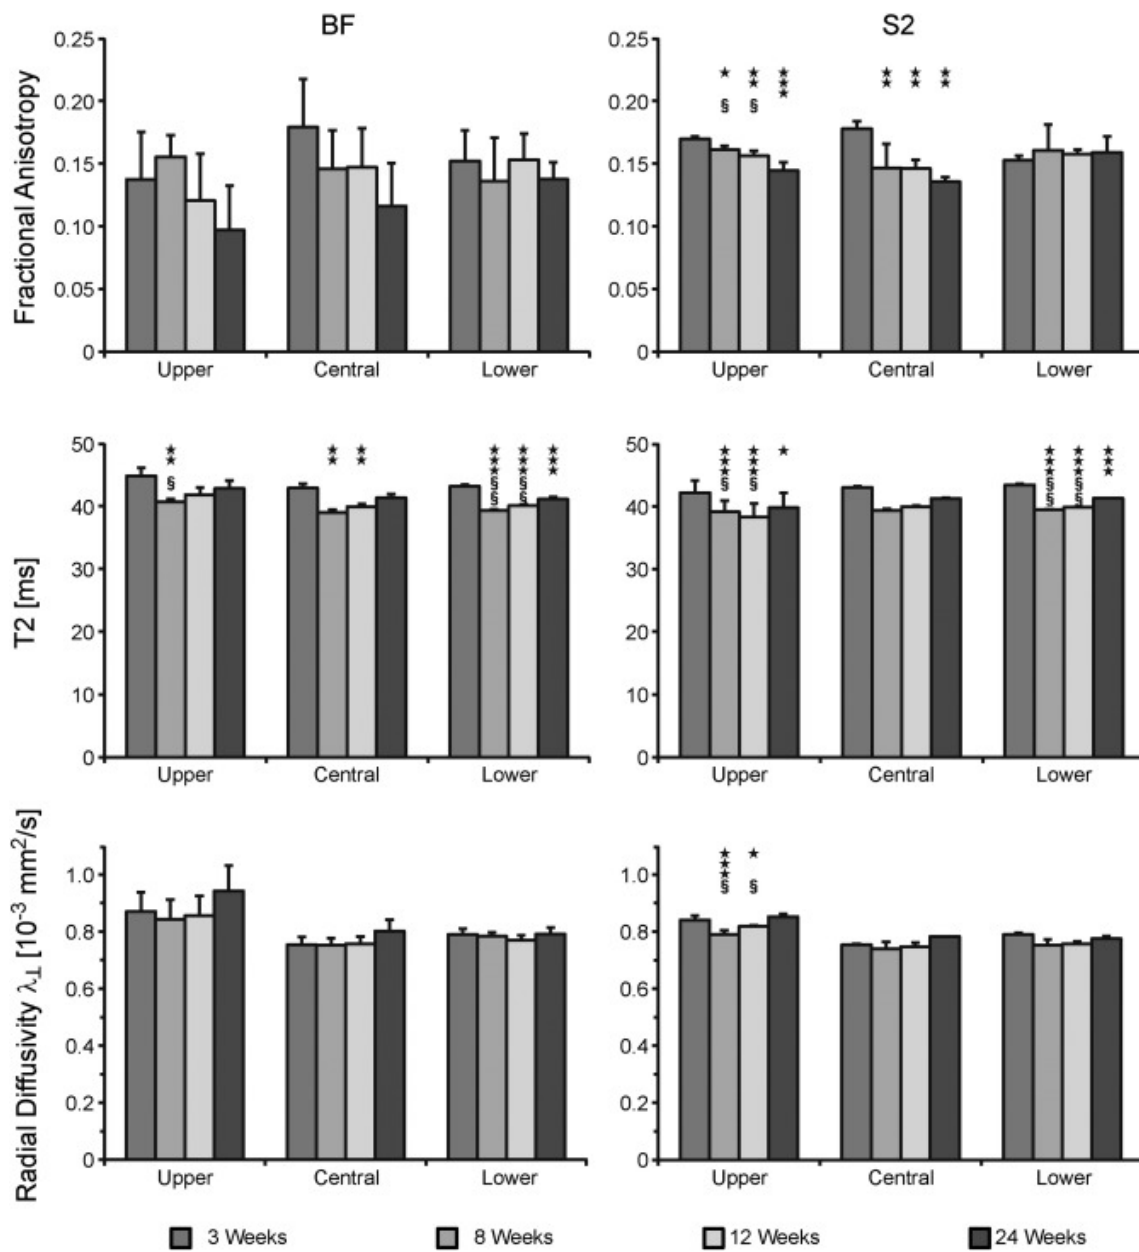 BF
S2
Fractional Anisotropy
0.25
0.20
0.15
0.10
0.05
0
Upper
Central
Lower
0.25
0.20
0.15
0.10
0.05
0
★ ★★ ★★★ ★★ ★★ ★★
§ §
Upper
Central
Lower
T2 [ms]
50
40
30
20
10
0
★★ ★★ ★★ ★★★ ★★★ ★★★
§ §§ §§
Upper
Central
Lower
50
40
30
20
10
0
★★★ ★★★ ★ ★★★ ★★★ ★★★
§ § §§ §§
Upper
Central
Lower
Radial Diffusivity λ⊥ [10⁻³ mm²/s]
1.0
0.8
0.6
0.4
0.2
0
Upper
Central
Lower
1.0
0.8
0.6
0.4
0.2
0
★★★ ★
§ §
Upper
Central
Lower
3 Weeks
8 Weeks
12 Weeks
24 Weeks